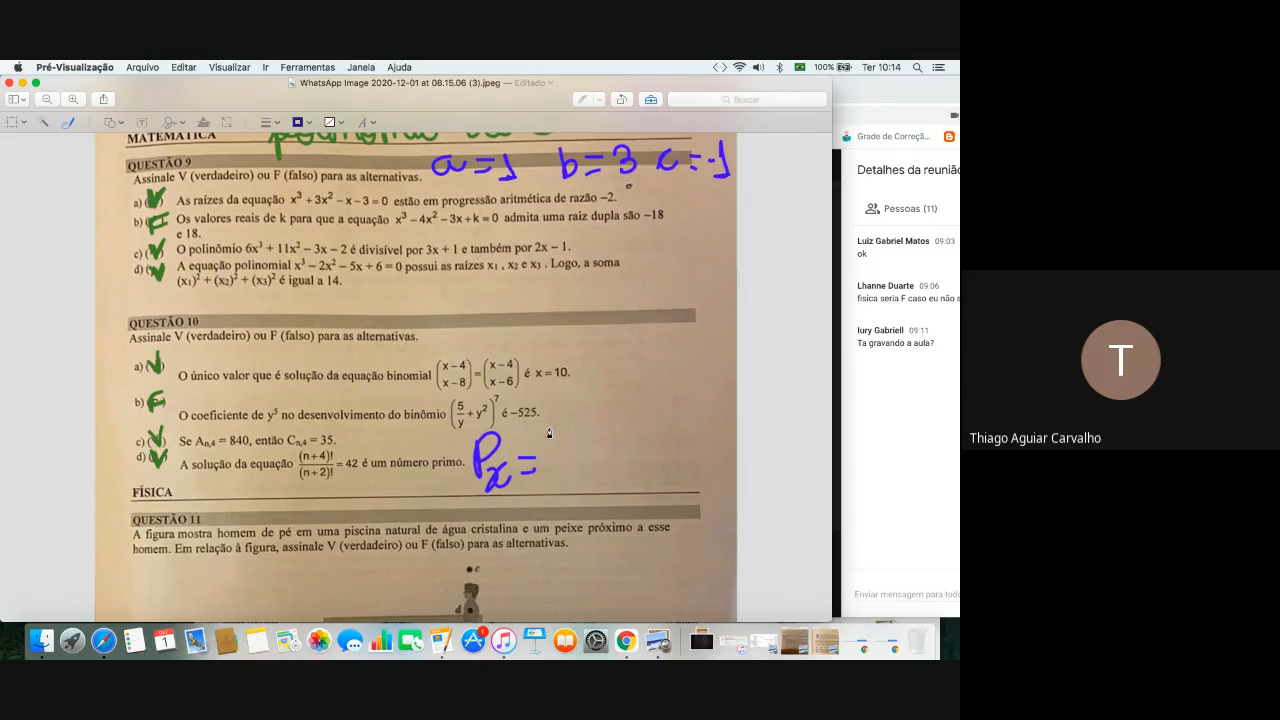 Pré-Visualização Arquivo Editar Visualizar Ir Ferramentas Janela Ajuda 100% Ter 10:14
WhatsApp Image 2020-12-01 at 08.15.06 (3).jpeg — Editado
Buscar
MATEMÁTICA
QUESTÃO 9
a=1 b=3 c=-1
Assinale V (verdadeiro) ou F (falso) para as alternativas.
a) (V) As raízes da equação x³ + 3x² – x – 3 = 0 estão em progressão aritmética de razão –2.
b) (F) Os valores reais de k para que a equação x³ – 4x² – 3x + k = 0 admita uma raiz dupla são –18
e 18.
c) (V) O polinômio 6x³ + 11x² – 3x – 2 é divisível por 3x + 1 e também por 2x – 1.
d) (V) A equação polinomial x³ – 2x² – 5x + 6 = 0 possui as raízes x₁ , x₂ e x₃ . Logo, a soma
(x₁)² + (x₂)² + (x₃)² é igual a 14.
QUESTÃO 10
Assinale V (verdadeiro) ou F (falso) para as alternativas.
a) (V) O único valor que é solução da equação binomial (x – 4 / x – 8) = (x – 4 / x – 6) é x = 10.
b) (F) O coeficiente de y⁵ no desenvolvimento do binômio (5/y + y²)⁷ é –525.
c) (V) Se Aₙ,₄ = 840, então Cₙ,₄ = 35.
d) (V) A solução da equação (n + 4)!/(n + 2)! = 42 é um número primo.
Px =
FÍSICA
QUESTÃO 11
A figura mostra homem de pé em uma piscina natural de água cristalina e um peixe próximo a esse
homem. Em relação à figura, assinale V (verdadeiro) ou F (falso) para as alternativas.
c
d
Grade de Correçã...
Detalhes da reunião
Pessoas (11)
Luiz Gabriel Matos 09:03
ok
Lhanne Duarte 09:06
fisica seria F caso eu não s
Iury Gabriell 09:11
Ta gravando a aula?
Enviar mensagem para todo
T
Thiago Aguiar Carvalho